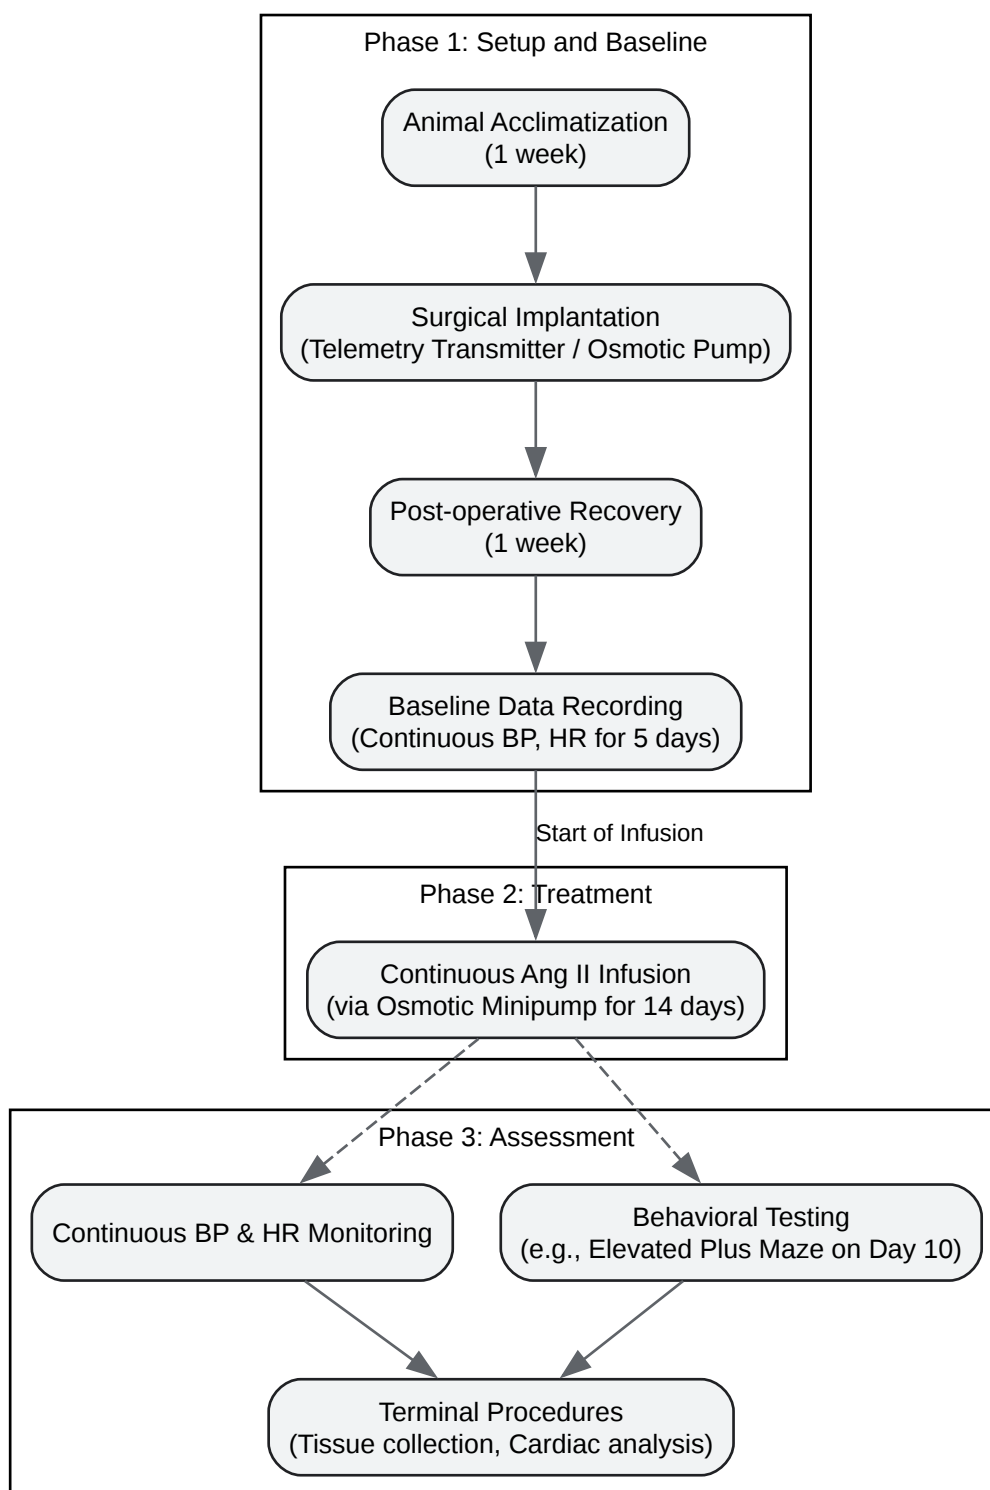 Phase 1: Setup and Baseline
Animal Acclimatization
(1 week)
Surgical Implantation
(Telemetry Transmitter / Osmotic Pump)
Post-operative Recovery
(1 week)
Baseline Data Recording
(Continuous BP, HR for 5 days)
Start of Infusion
Phase 2: Treatment
Continuous Ang II Infusion
(via Osmotic Minipump for 14 days)
Phase 3: Assessment
Continuous BP & HR Monitoring
Behavioral Testing
(e.g., Elevated Plus Maze on Day 10)
Terminal Procedures
(Tissue collection, Cardiac analysis)